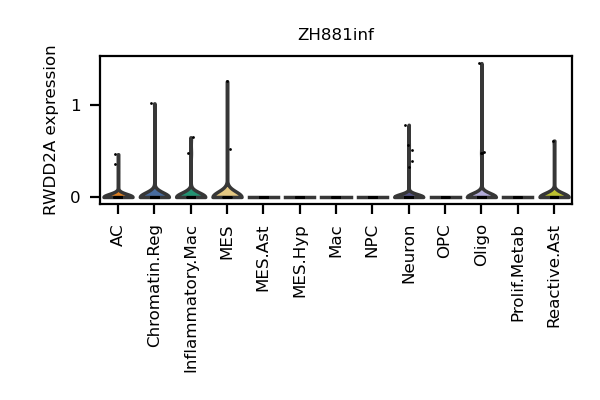 ZH881inf
RWDD2A expression
1
0
AC
Chromatin.Reg
Inflammatory.Mac
MES
MES.Ast
MES.Hyp
Mac
NPC
Neuron
OPC
Oligo
Prolif.Metab
Reactive.Ast